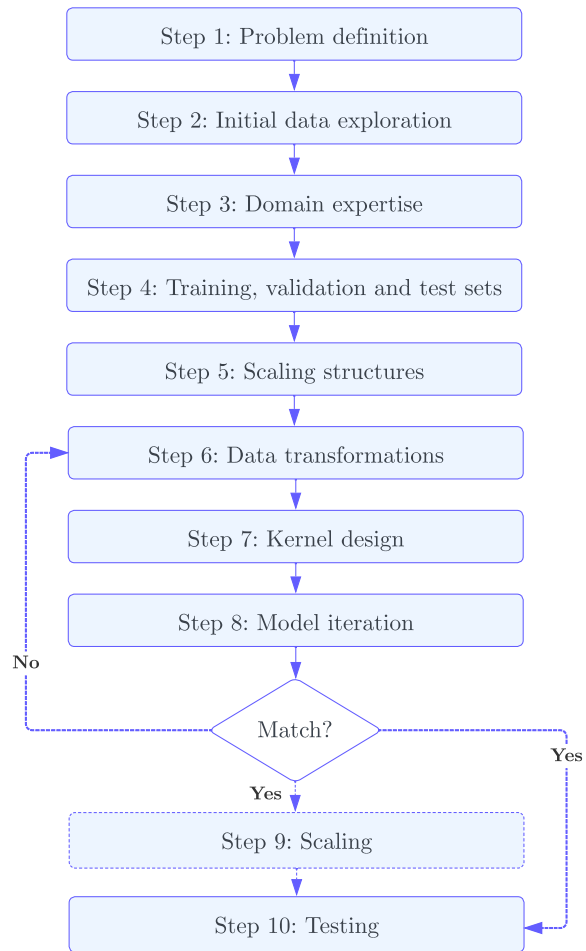 Step 1: Problem definition
Step 2: Initial data exploration
Step 3: Domain expertise
Step 4: Training, validation and test sets
Step 5: Scaling structures
Step 6: Data transformations
Step 7: Kernel design
Step 8: Model iteration
No
Match?
Yes
Yes
Step 9: Scaling
Step 10: Testing